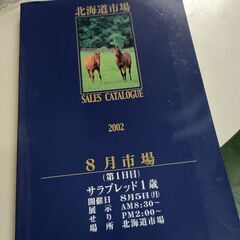 北海道市場
SALES CATALOGUE
2002
8月市場
(第1日目)
サラブレッド1歳
開催日 8月5日(月)
展示 AM8:30~
せり PM2:00~
場所 北海道市場